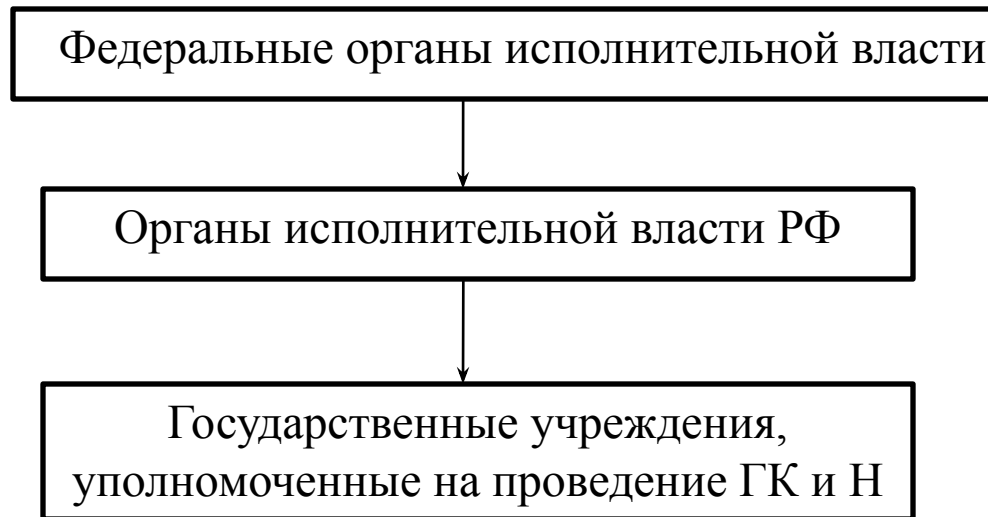 Федеральные органы исполнительной власти
Органы исполнительной власти РФ
Государственные учреждения,
уполномоченные на проведение ГК и Н